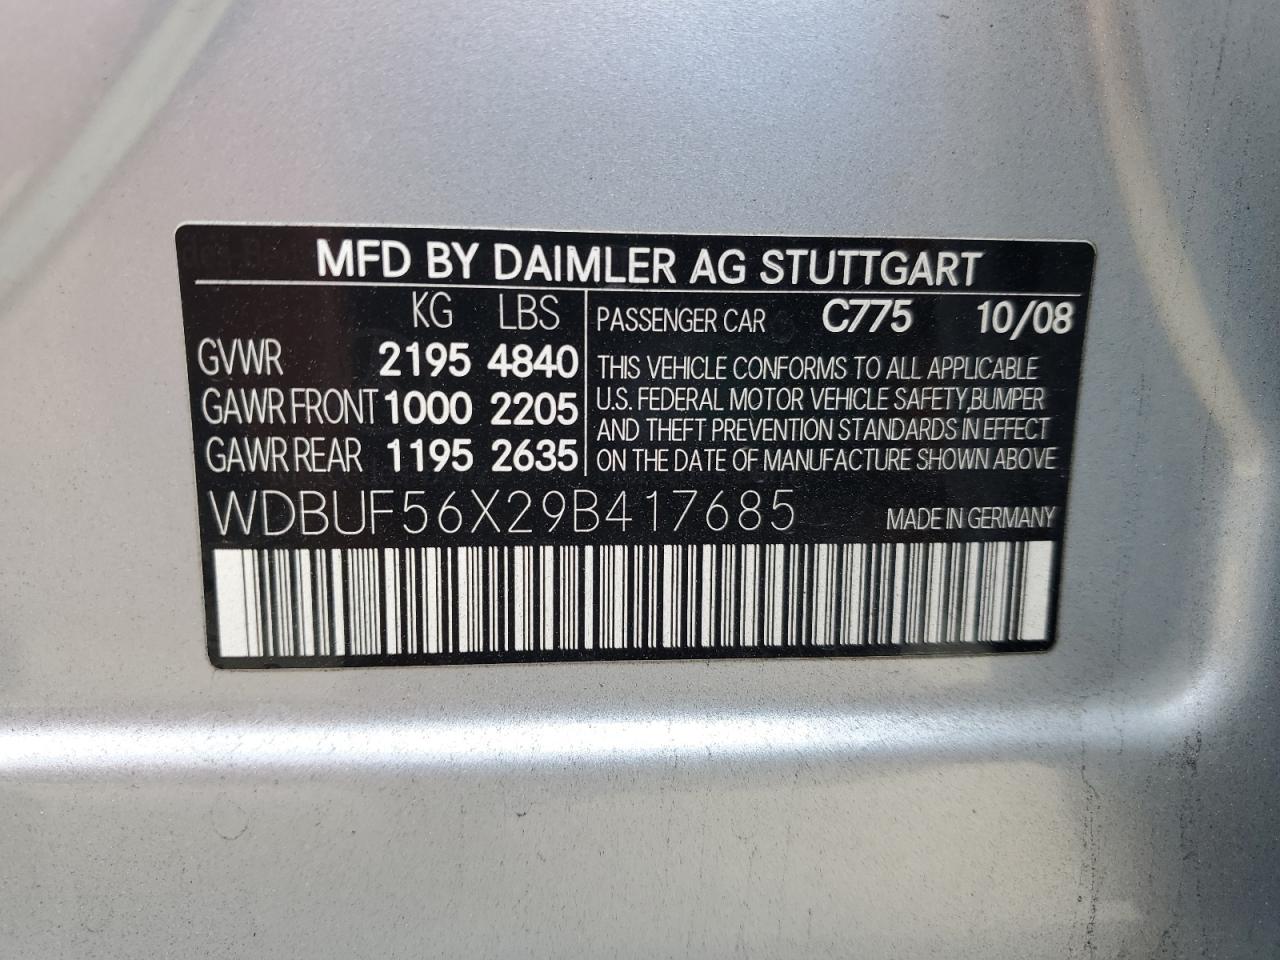 MFD BY DAIMLER AG STUTTGART
KG LBS
GVWR 2195 4840
GAWR FRONT 1000 2205
GAWR REAR 1195 2635
PASSENGER CAR C775 10/08
THIS VEHICLE CONFORMS TO ALL APPLICABLE
U.S. FEDERAL MOTOR VEHICLE SAFETY,BUMPER
AND THEFT PREVENTION STANDARDS IN EFFECT
ON THE DATE OF MANUFACTURE SHOWN ABOVE
WDBUF56X29B417685 MADE IN GERMANY